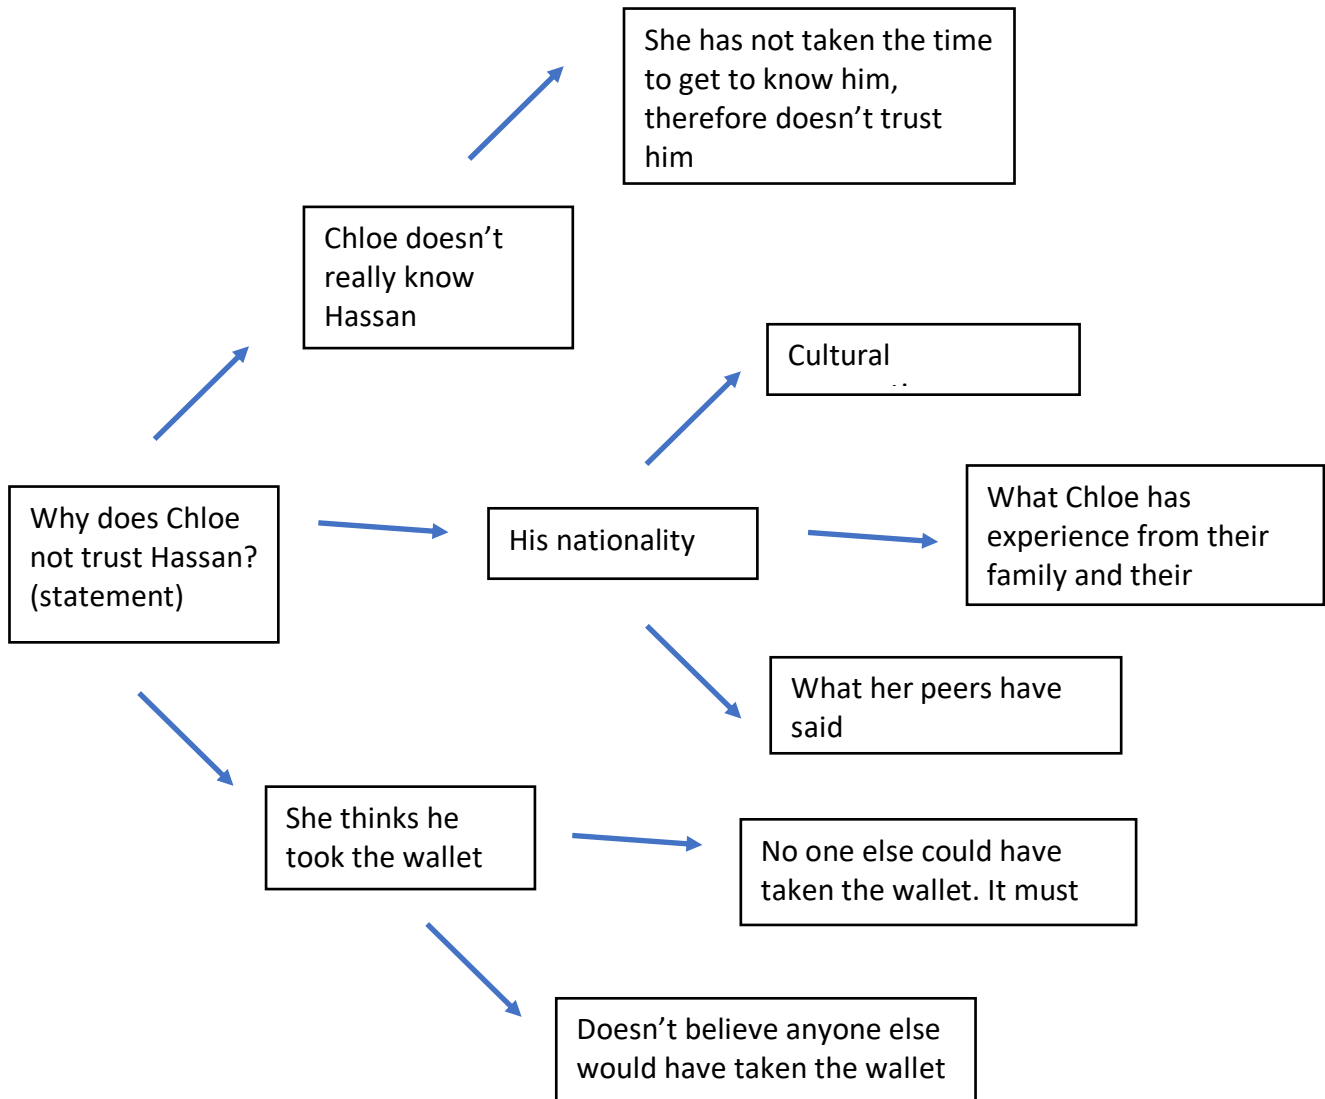 She has not taken the time
to get to know him,
therefore doesn’t trust
him
Chloe doesn’t
really know
Hassan
Cultural
Why does Chloe
not trust Hassan?
(statement)
His nationality
What Chloe has
experience from their
family and their
What her peers have
said
She thinks he
took the wallet
No one else could have
taken the wallet. It must
Doesn’t believe anyone else
would have taken the wallet